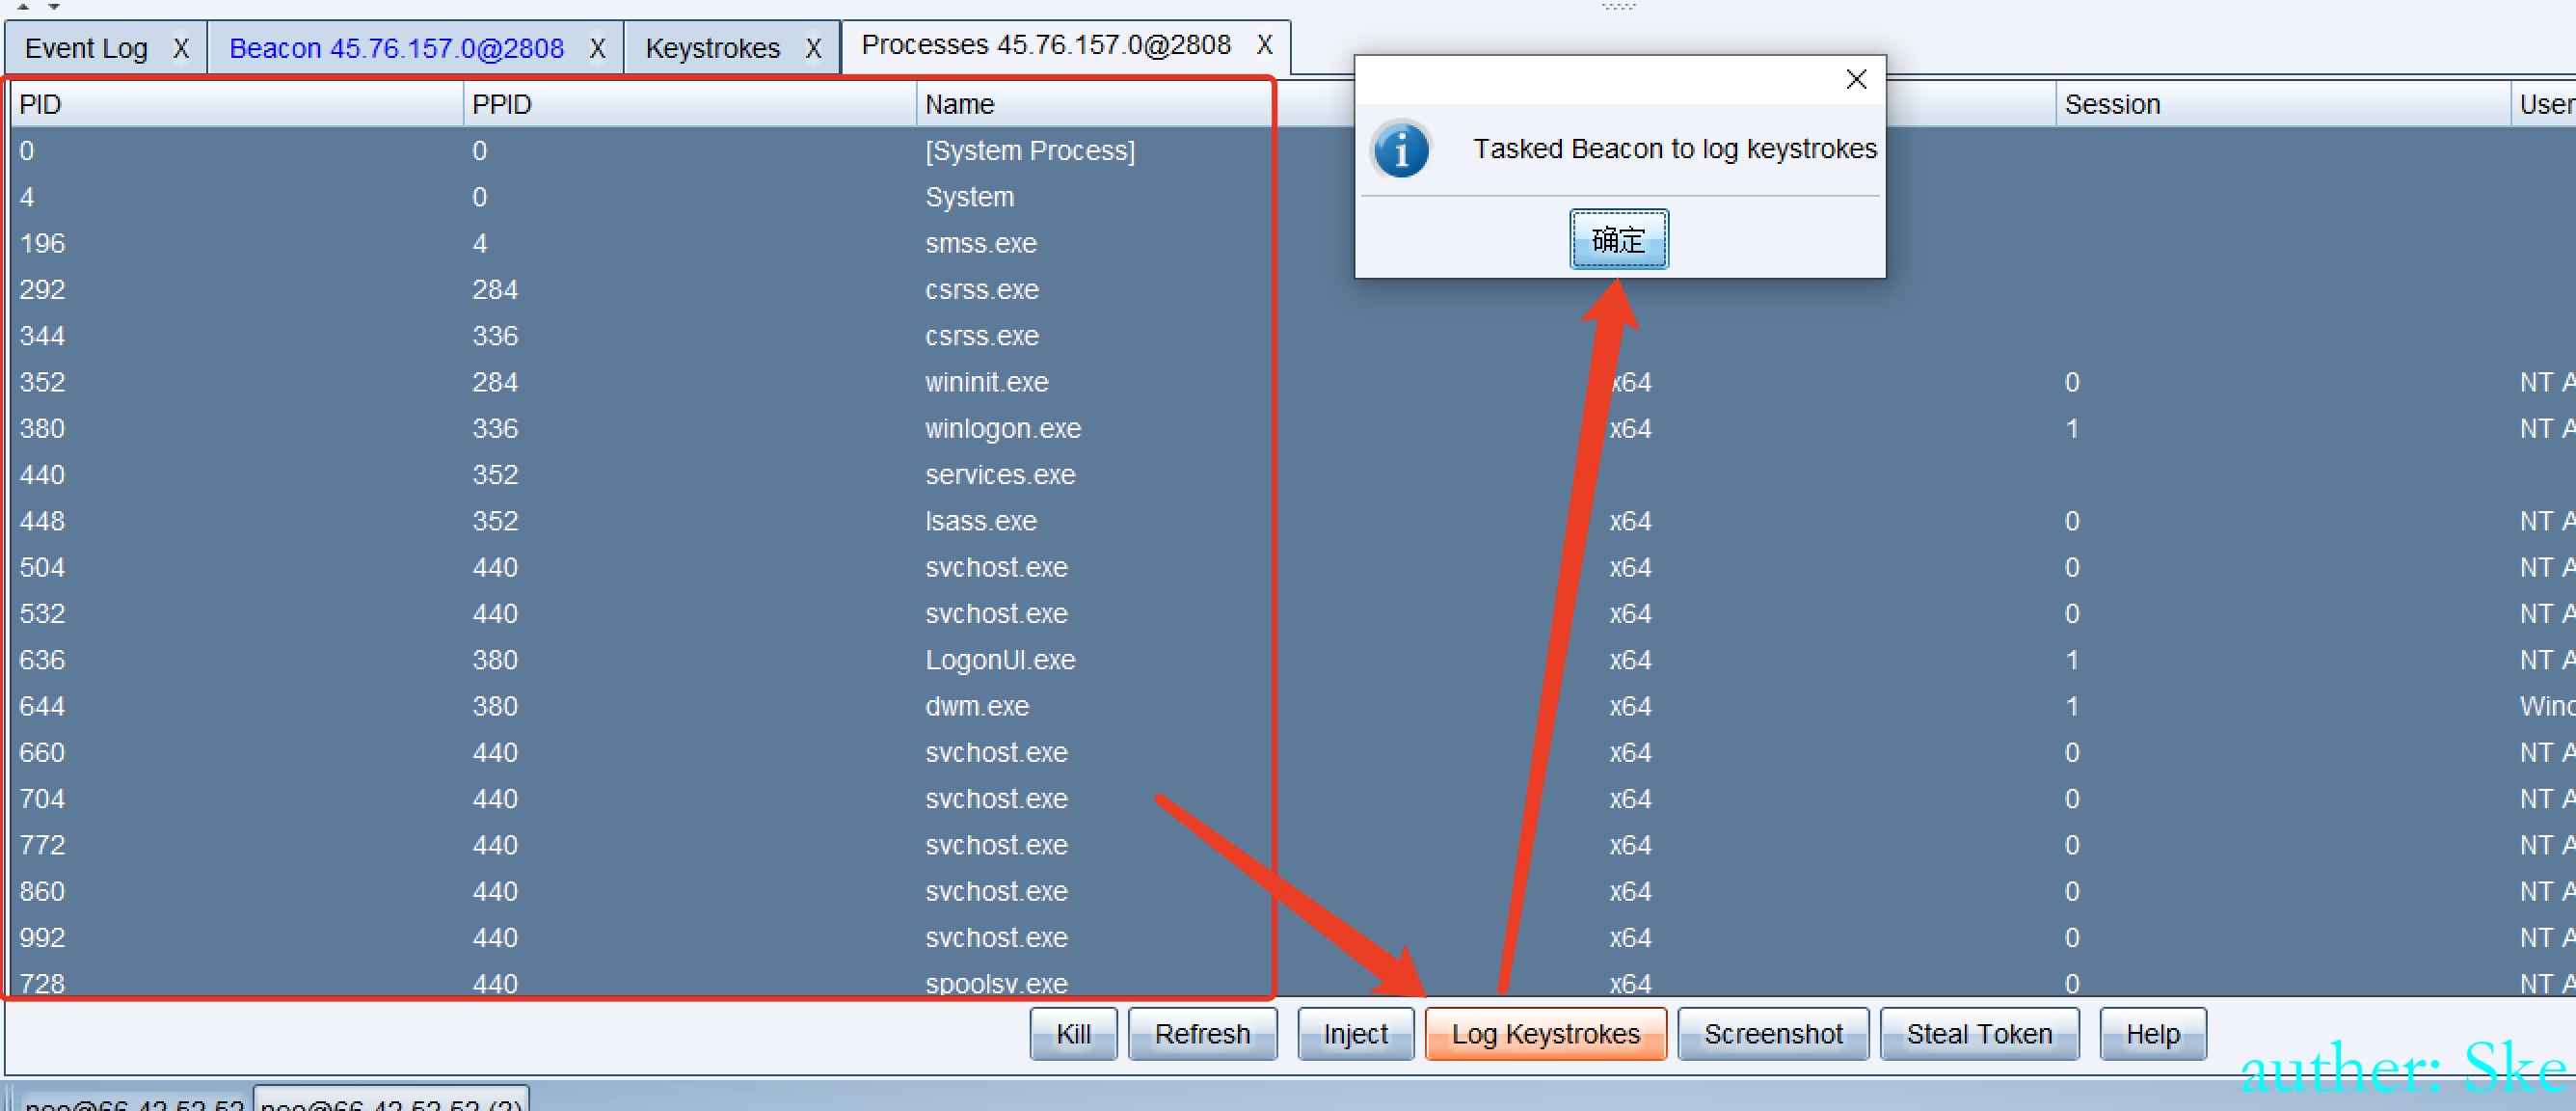 Event Log X Beacon 45.76.157.0@2808 X Keystrokes X Processes 45.76.157.0@2808 X
PID PPID Name Session User
0 0 [System Process]
4 0 System
196 4 smss.exe
292 284 csrss.exe
344 336 csrss.exe
352 284 wininit.exe x64 0 NT A
380 336 winlogon.exe x64 1 NT A
440 352 services.exe
448 352 lsass.exe x64 0 NT A
504 440 svchost.exe x64 0 NT A
532 440 svchost.exe x64 0 NT A
636 380 LogonUI.exe x64 1 NT A
644 380 dwm.exe x64 1 Winc
660 440 svchost.exe x64 0 NT A
704 440 svchost.exe x64 0 NT A
772 440 svchost.exe x64 0 NT A
860 440 svchost.exe x64 0 NT A
992 440 svchost.exe x64 0 NT A
728 440 spoolsv.exe x64 0 NT A
Tasked Beacon to log keystrokes
确定
Kill Refresh Inject Log Keystrokes Screenshot Steal Token Help
auther: Ske
neo@66.42.52.52 neo@66.42.52.52 (2)